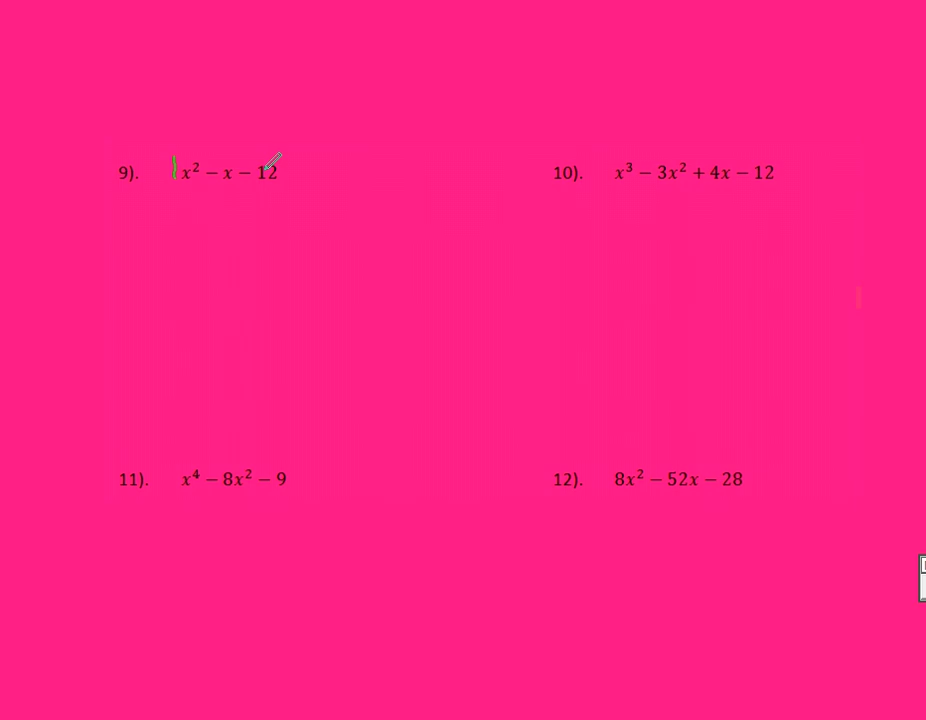 9). x² − x − 12
10). x³ − 3x² + 4x − 12
11). x⁴ − 8x² − 9
12). 8x² − 52x − 28